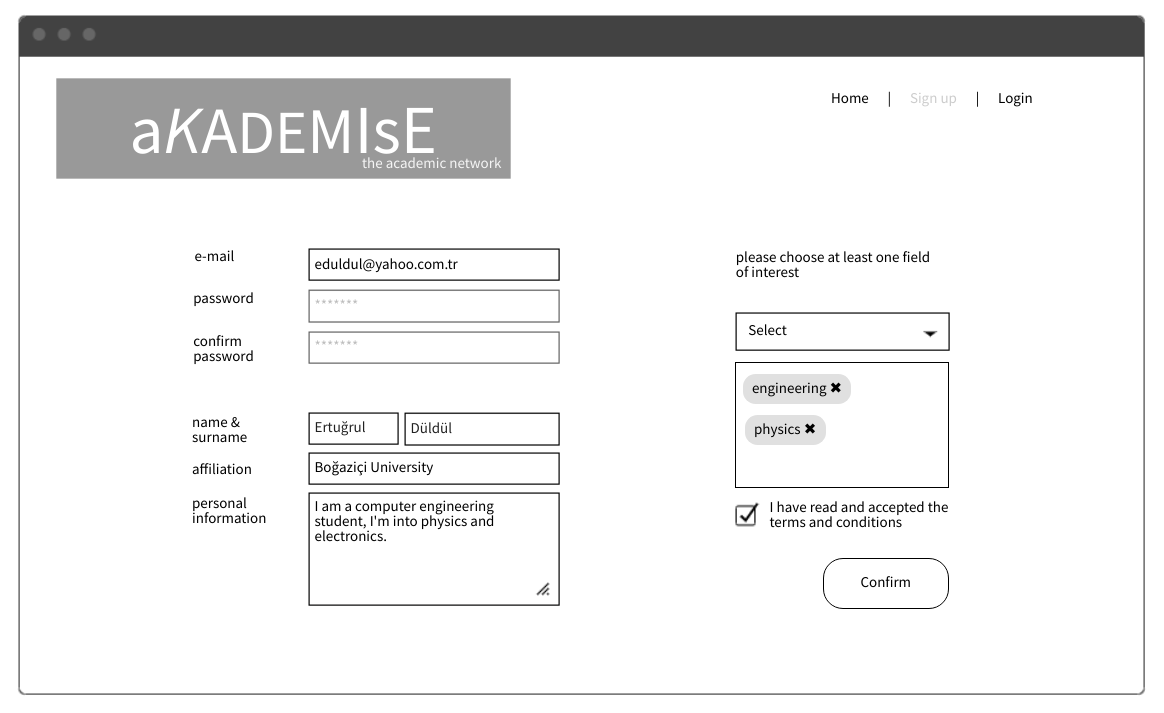 aKADEMIsE
the academic network
Home | Sign up | Login
e-mail
eduldul@yahoo.com.tr
password
*******
confirm
password
*******
name &
surname
Ertuğrul
Düldül
affiliation
Boğaziçi University
personal
information
I am a computer engineering
student, I'm into physics and
electronics.
please choose at least one field
of interest
Select
engineering ✖
physics ✖
I have read and accepted the
terms and conditions
Confirm